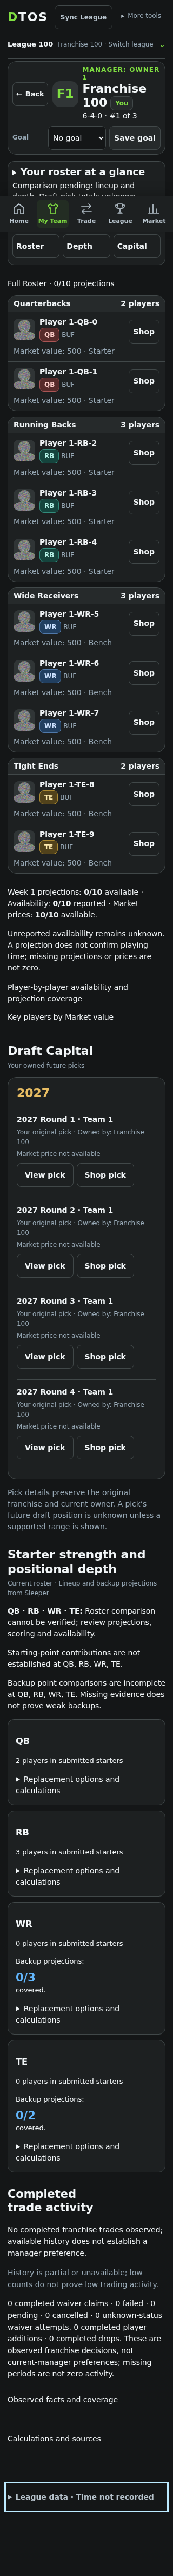 DTOS
Sync League
▸ More tools
League 100 Franchise 100 · Switch league ⌄
← Back
F1
MANAGER: OWNER
1
Franchise
100 You
6-4-0 · #1 of 3
Goal
No goal
Save goal
▸ Your roster at a glance
Comparison pending: lineup and
Home
My Team
Trade
League
Market
Roster
Depth
Capital
Full Roster · 0/10 projections
Quarterbacks 2 players
Player 1-QB-0
QB BUF
Shop
Market value: 500 · Starter
Player 1-QB-1
QB BUF
Shop
Market value: 500 · Starter
Running Backs 3 players
Player 1-RB-2
RB BUF
Shop
Market value: 500 · Starter
Player 1-RB-3
RB BUF
Shop
Market value: 500 · Starter
Player 1-RB-4
RB BUF
Shop
Market value: 500 · Starter
Wide Receivers 3 players
Player 1-WR-5
WR BUF
Shop
Market value: 500 · Bench
Player 1-WR-6
WR BUF
Shop
Market value: 500 · Bench
Player 1-WR-7
WR BUF
Shop
Market value: 500 · Bench
Tight Ends 2 players
Player 1-TE-8
TE BUF
Shop
Market value: 500 · Bench
Player 1-TE-9
TE BUF
Shop
Market value: 500 · Bench
Week 1 projections: 0/10 available ·
Availability: 0/10 reported · Market
prices: 10/10 available.
Unreported availability remains unknown.
A projection does not confirm playing
time; missing projections or prices are
not zero.
Player-by-player availability and
projection coverage
Key players by Market value
Draft Capital
Your owned future picks
2027
2027 Round 1 · Team 1
Your original pick · Owned by: Franchise
100
Market price not available
View pick
Shop pick
2027 Round 2 · Team 1
Your original pick · Owned by: Franchise
100
Market price not available
View pick
Shop pick
2027 Round 3 · Team 1
Your original pick · Owned by: Franchise
100
Market price not available
View pick
Shop pick
2027 Round 4 · Team 1
Your original pick · Owned by: Franchise
100
Market price not available
View pick
Shop pick
Pick details preserve the original
franchise and current owner. A pick's
future draft position is unknown unless a
supported range is shown.
Starter strength and
positional depth
Current roster · Lineup and backup projections
from Sleeper
QB · RB · WR · TE: Roster comparison
cannot be verified; review projections,
scoring and availability.
Starting-point contributions are not
established at QB, RB, WR, TE.
Backup point comparisons are incomplete
at QB, RB, WR, TE. Missing evidence does
not prove weak backups.
QB
2 players in submitted starters
▸ Replacement options and
calculations
RB
3 players in submitted starters
▸ Replacement options and
calculations
WR
0 players in submitted starters
Backup projections:
0/3
covered.
▸ Replacement options and
calculations
TE
0 players in submitted starters
Backup projections:
0/2
covered.
▸ Replacement options and
calculations
Completed
trade activity
No completed franchise trades observed;
available history does not establish a
manager preference.
History is partial or unavailable; low
counts do not prove low trading activity.
0 completed waiver claims · 0 failed · 0
pending · 0 cancelled · 0 unknown-status
waiver attempts. 0 completed player
additions · 0 completed drops. These are
observed franchise decisions, not
current-manager preferences; missing
periods are not zero activity.
Observed facts and coverage
Calculations and sources
▸ League data · Time not recorded